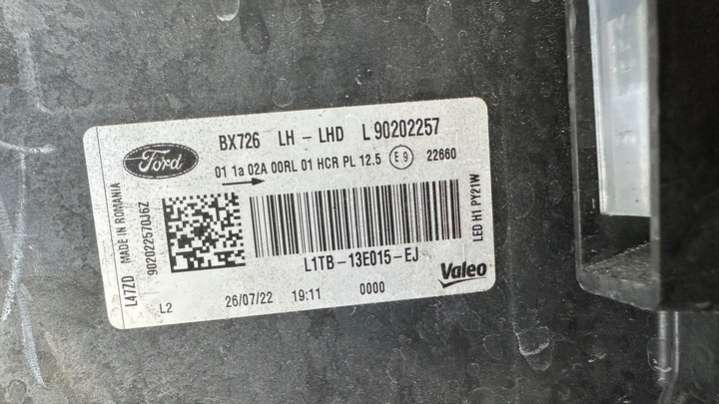 Ford
BX726 LH - LHD L 90202257
01 1a 02A 00RL 01 HCR PL 12.5 E9 22660
L1TB-13E015-EJ
Valeo
L2 26/07/22 19:11 0000
L47ZD MADE IN ROMANIA
90202257QJ6Z
LED H1 PY21W